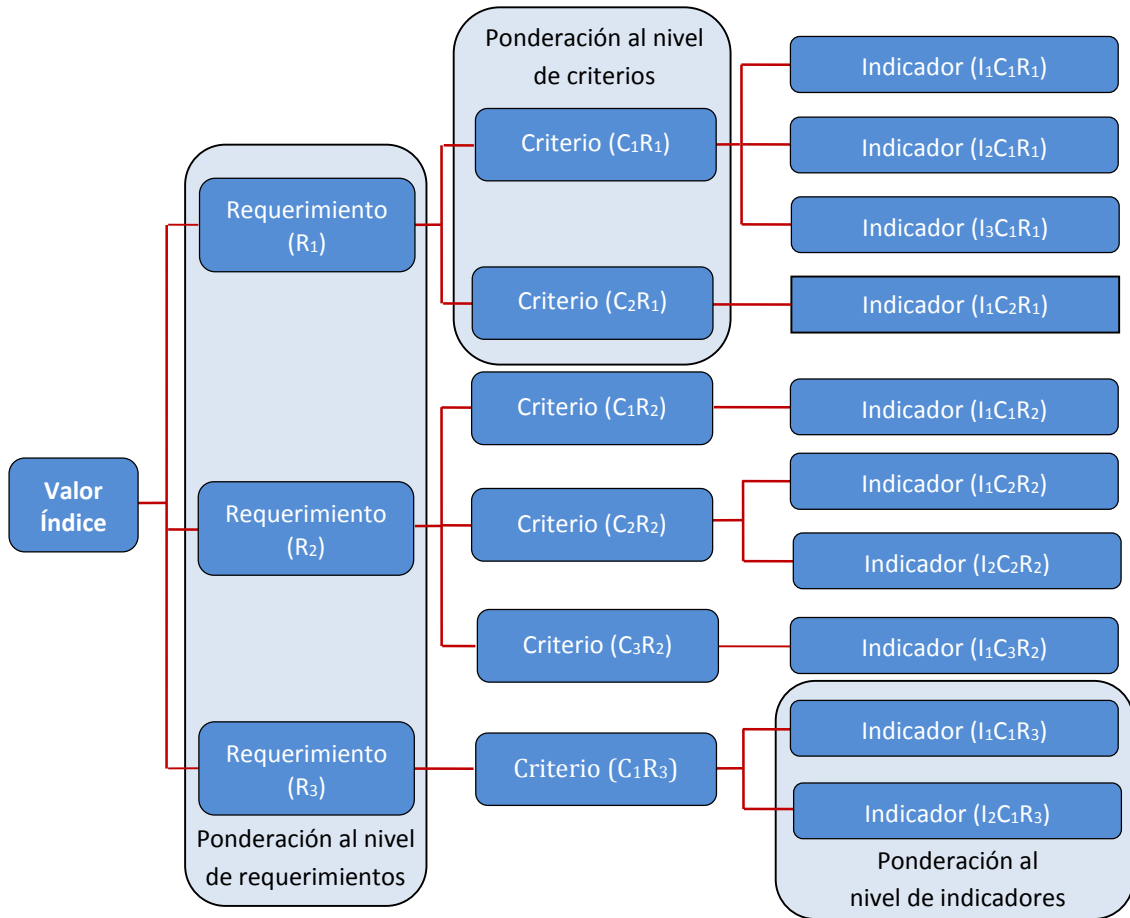 Ponderación al nivel
de criterios
Indicador (I₁C₁R₁)
Criterio (C₁R₁)
Indicador (I₂C₁R₁)
Requerimiento
(R₁)
Indicador (I₃C₁R₁)
Criterio (C₂R₁)
Indicador (I₁C₂R₁)
Criterio (C₁R₂)
Indicador (I₁C₁R₂)
Valor
Índice
Requerimiento
(R₂)
Criterio (C₂R₂)
Indicador (I₁C₂R₂)
Indicador (I₂C₂R₂)
Criterio (C₃R₂)
Indicador (I₁C₃R₂)
Requerimiento
(R₃)
Criterio (C₁R₃)
Indicador (I₁C₁R₃)
Indicador (I₂C₁R₃)
Ponderación al nivel
de requerimientos
Ponderación al
nivel de indicadores